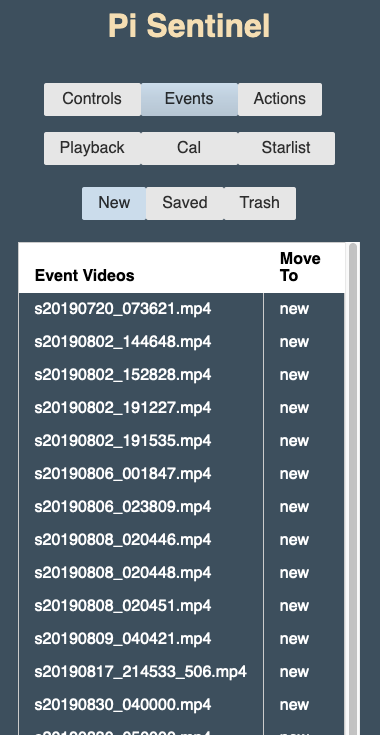 Pi Sentinel
Controls Events Actions
Playback Cal Starlist
New Saved Trash
Event Videos Move To
s20190720_073621.mp4 new
s20190802_144648.mp4 new
s20190802_152828.mp4 new
s20190802_191227.mp4 new
s20190802_191535.mp4 new
s20190806_001847.mp4 new
s20190806_023809.mp4 new
s20190808_020446.mp4 new
s20190808_020448.mp4 new
s20190808_020451.mp4 new
s20190809_040421.mp4 new
s20190817_214533_506.mp4 new
s20190830_040000.mp4 new